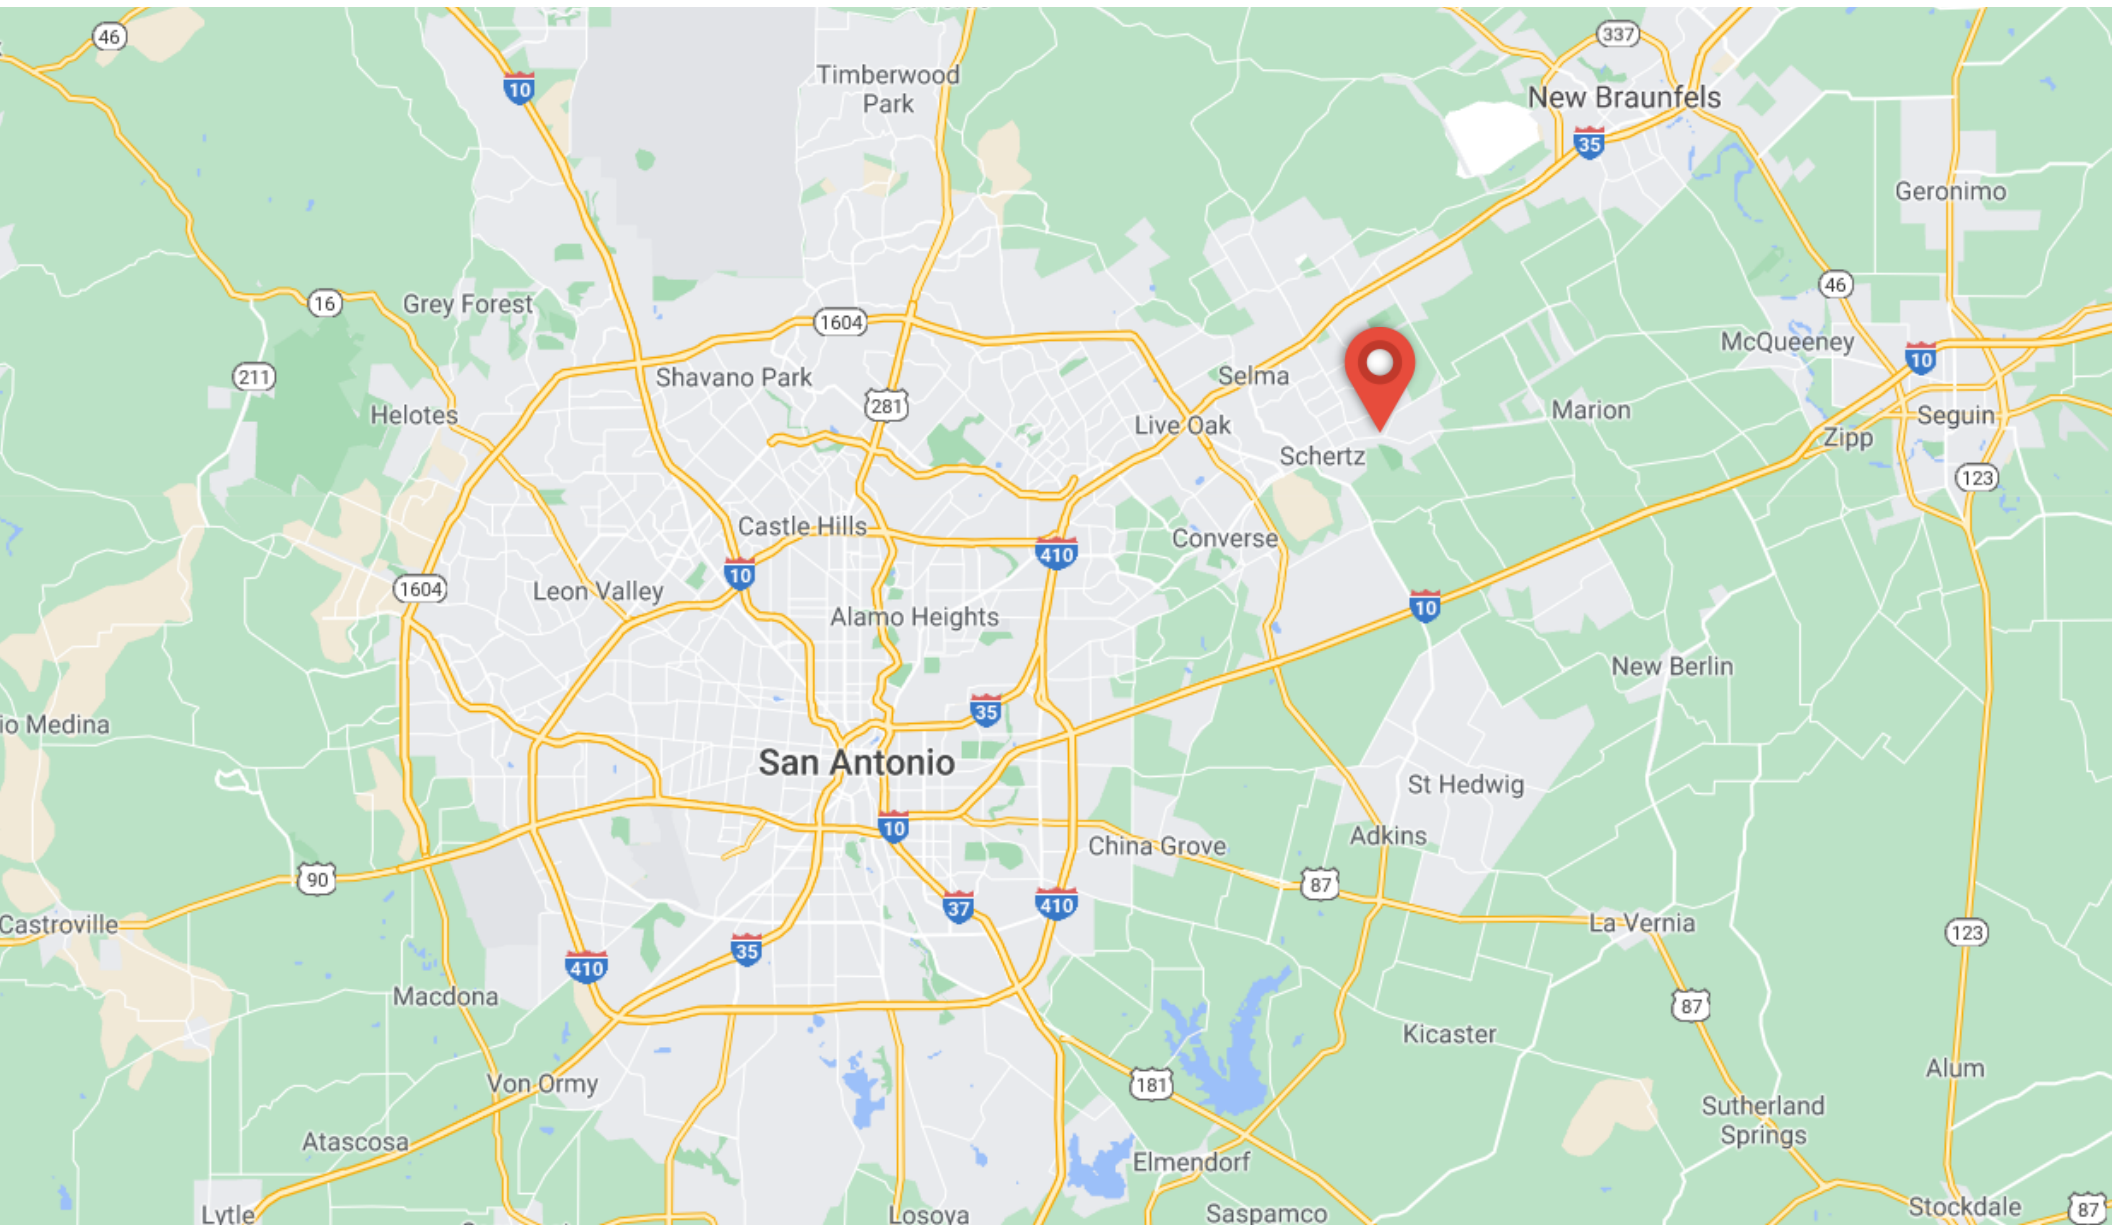 46
337
10
Timberwood
Park
New Braunfels
35
Geronimo
46
16
Grey Forest
1604
McQueeney
10
211
Shavano Park
Selma
281
Helotes
Live Oak
Marion
Seguin
Zipp
Schertz
123
Castle Hills
Converse
410
10
1604
Leon Valley
10
Alamo Heights
New Berlin
io Medina
35
San Antonio
St Hedwig
10
Adkins
China Grove
90
87
410
37
Castroville
La Vernia
123
35
410
Macdona
87
Kicaster
Von Ormy
181
Alum
Sutherland
Springs
Atascosa
Elmendorf
Lytle
Losoya
Saspamco
Stockdale
87